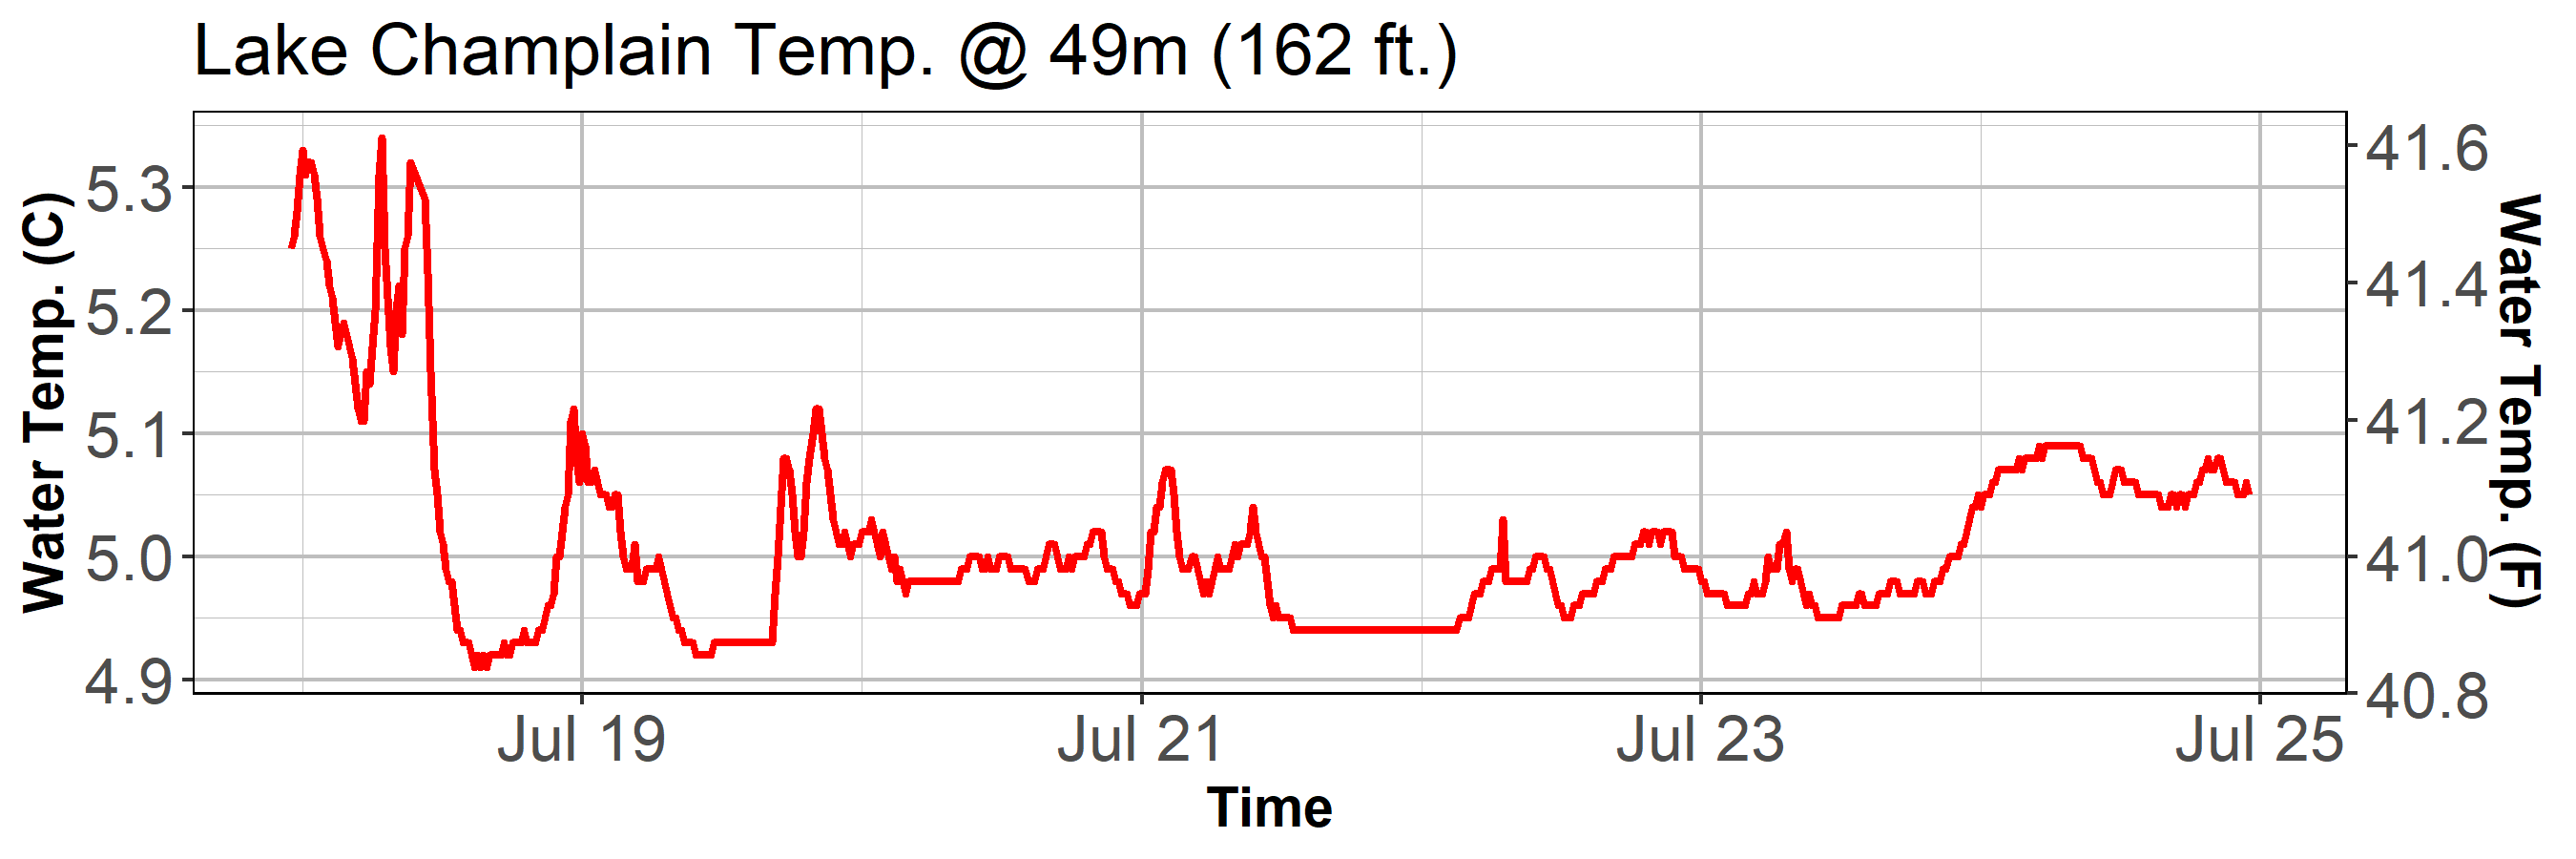 Lake Champlain Temp. @ 49m (162 ft.)
Water Temp. (C)
5.3
5.2
5.1
5.0
4.9
41.6
41.4
41.2
41.0
40.8
Water Temp. (F)
Jul 19
Jul 21
Jul 23
Jul 25
Time